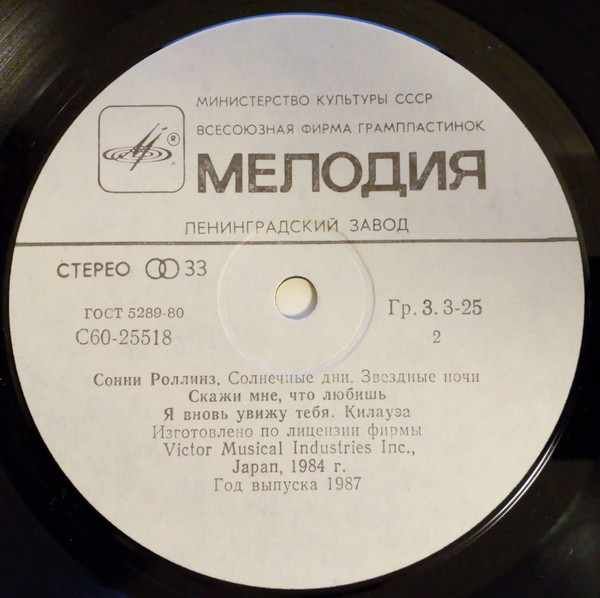 МИНИСТЕРСТВО КУЛЬТУРЫ СССР
ВСЕСОЮЗНАЯ ФИРМА ГРАМПЛАСТИНОК
®
МЕЛОДИЯ
ЛЕНИНГРАДСКИЙ ЗАВОД
СТЕРЕО 33
ГОСТ 5289-80
Гр. 3. 3-25
С60-25518
2
Сонни Роллинз. Солнечные дни. Звездные ночи
Скажи мне, что любишь
Я вновь увижу тебя. Килауэа
Изготовлено по лицензии фирмы
Victor Musical Industries Inc.,
Japan, 1984 г.
Год выпуска 1987